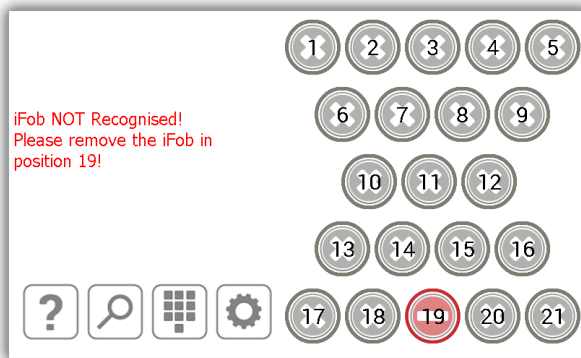 iFob NOT Recognised!
Please remove the iFob in
position 19!
1 2 3 4 5
6 7 8 9
10 11 12
13 14 15 16
17 18 19 20 21
?